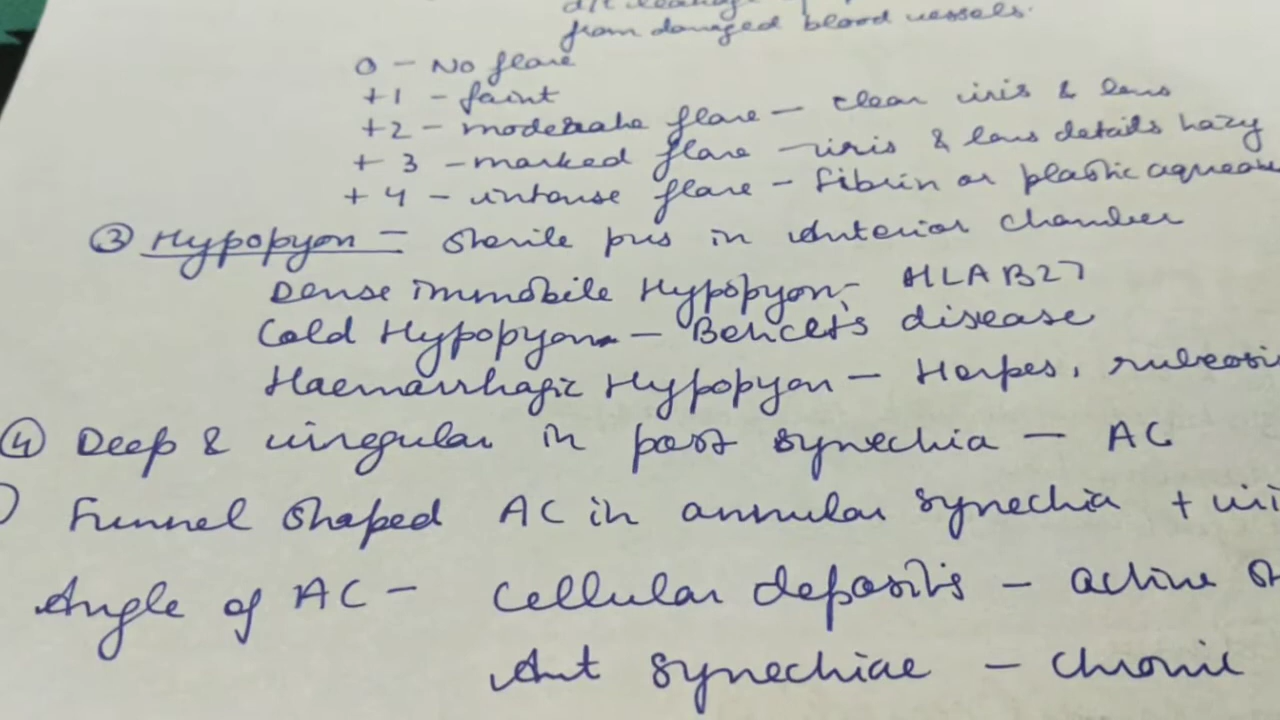 from damaged blood vessels.
0 - No flare
+1 - faint
+2 - moderate flare - clear iris & lens
+3 - marked flare - iris & lens details hazy
+4 - intense flare - fibrin or plastic aqueous
③ Hypopyon - Sterile pus in Anterior chamber
Dense immobile Hypopyon - HLA B27
Cold Hypopyon - Behcets disease
Haemorrhagic Hypopyon - Herpes, rubeosis
④ Deep & irregular in post synechia - AC
Funnel shaped AC in annular synechia +
Angle of AC - Cellular deposits - active
Ant synechiae - chronic